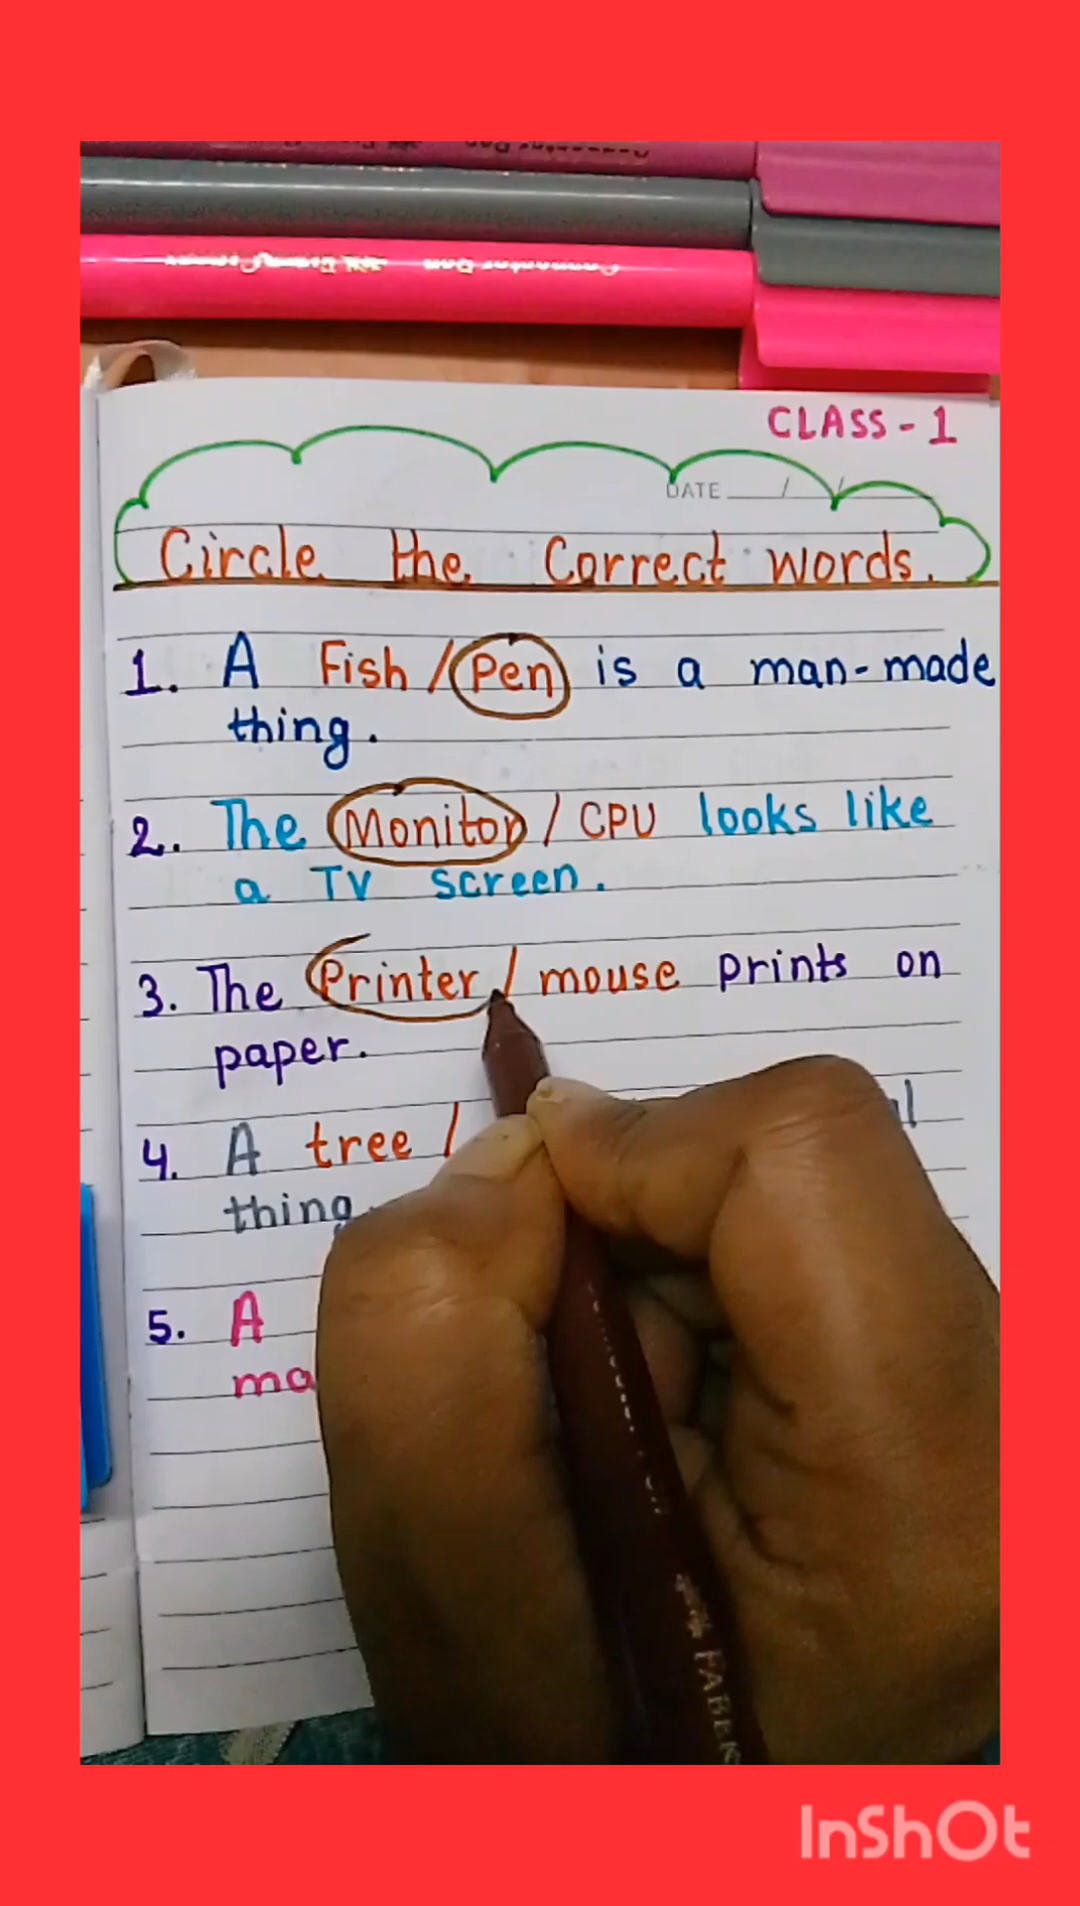 CLASS - 1
DATE
Circle the Correct words.
1. A Fish / Pen is a man-made
thing.
2. The Monitor / CPU looks like
a TV screen.
3. The Printer / mouse prints on
paper.
4. A tree /
thing
5. A
FABER
InShOt